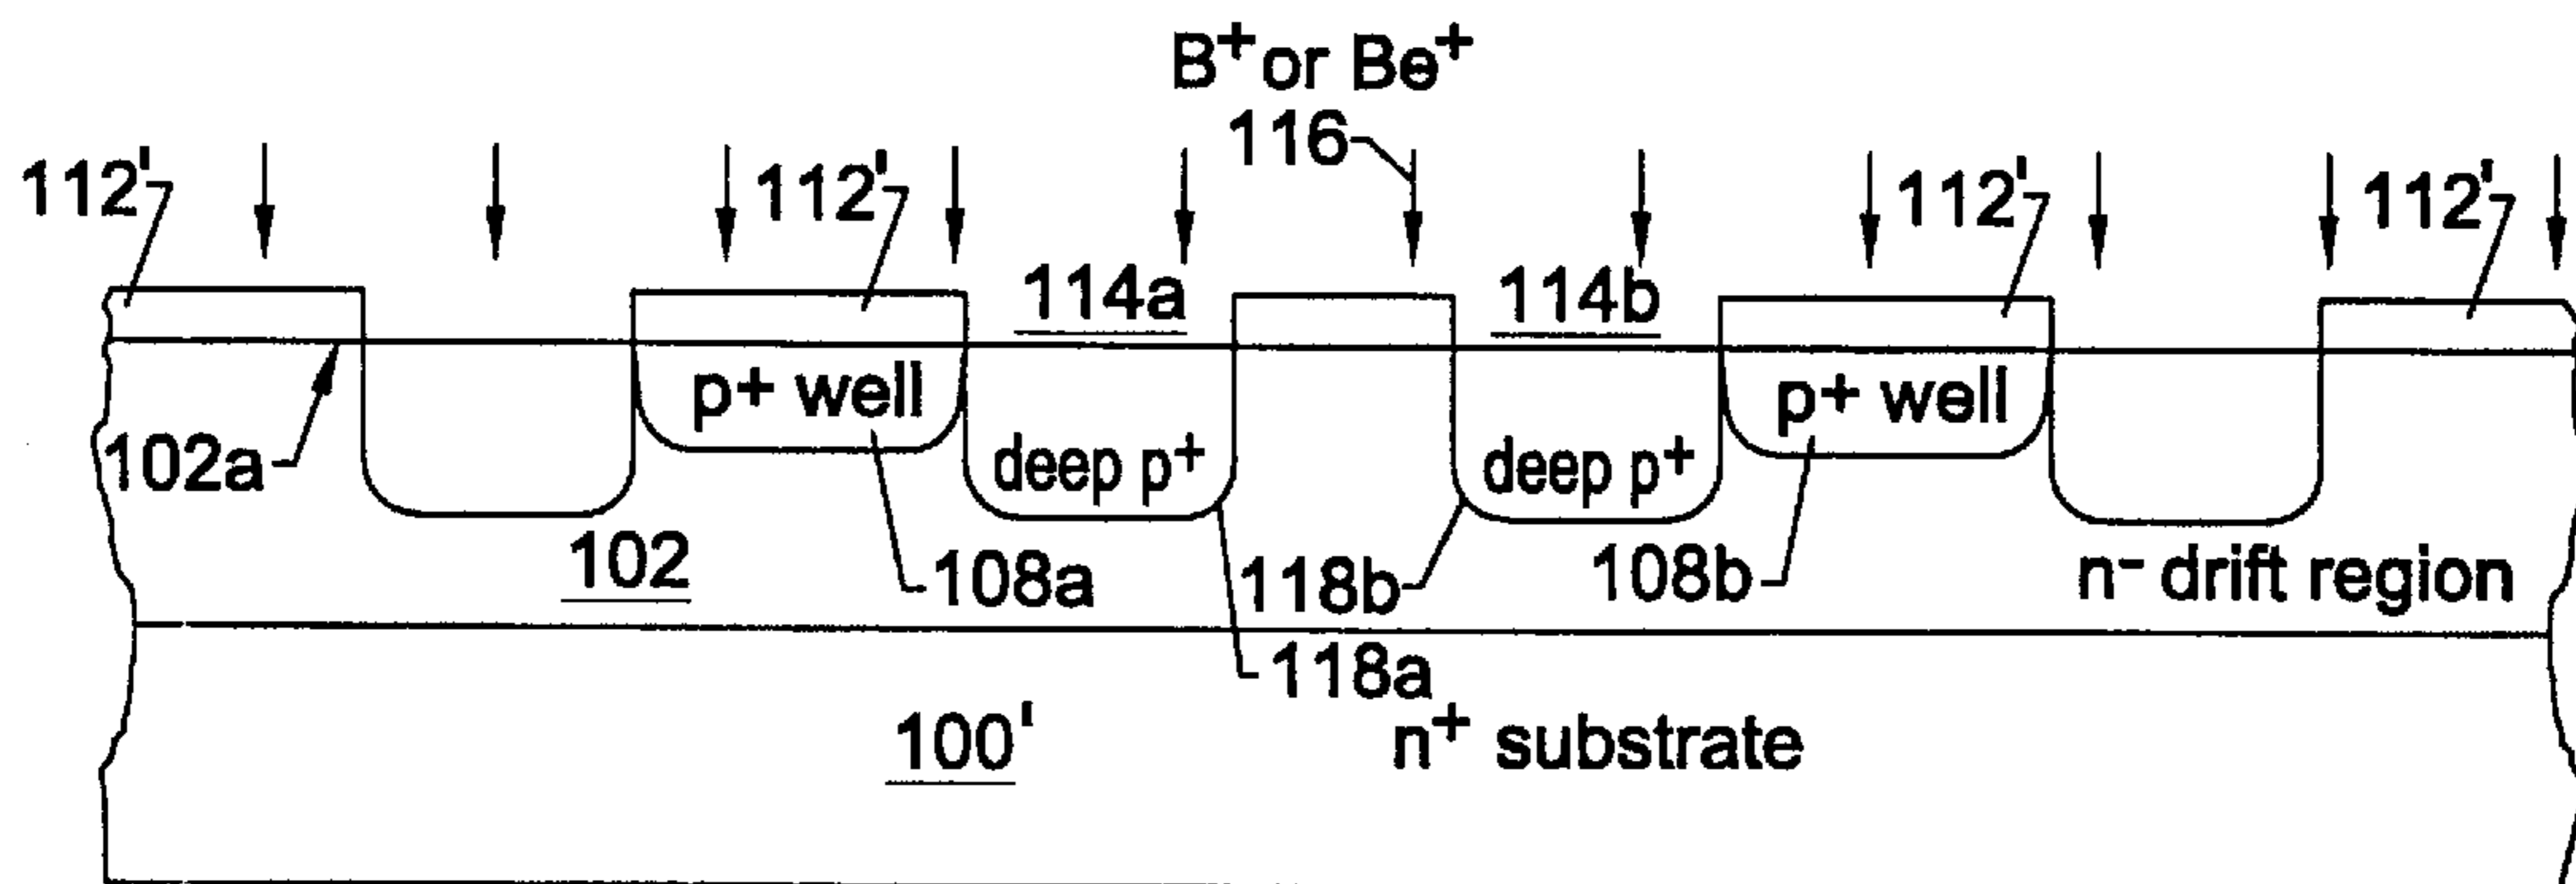 B+ or Be+
116
112' 112' 112' 112'
114a 114b
p+ well p+ well
102a deep p+ deep p+
102 108a 118b 108b n- drift region
118a
100' n+ substrate